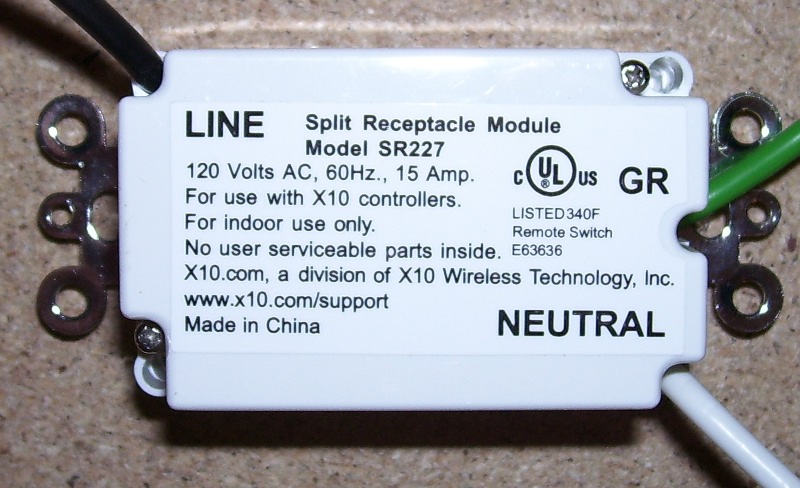 LINE
Split Receptacle Module
Model SR227
120 Volts AC, 60Hz., 15 Amp.
For use with X10 controllers.
For indoor use only.
No user serviceable parts inside.
X10.com, a division of X10 Wireless Technology, Inc.
www.x10.com/support
Made in China
C UL US
®
LISTED 340F
Remote Switch
E63636
GR
NEUTRAL